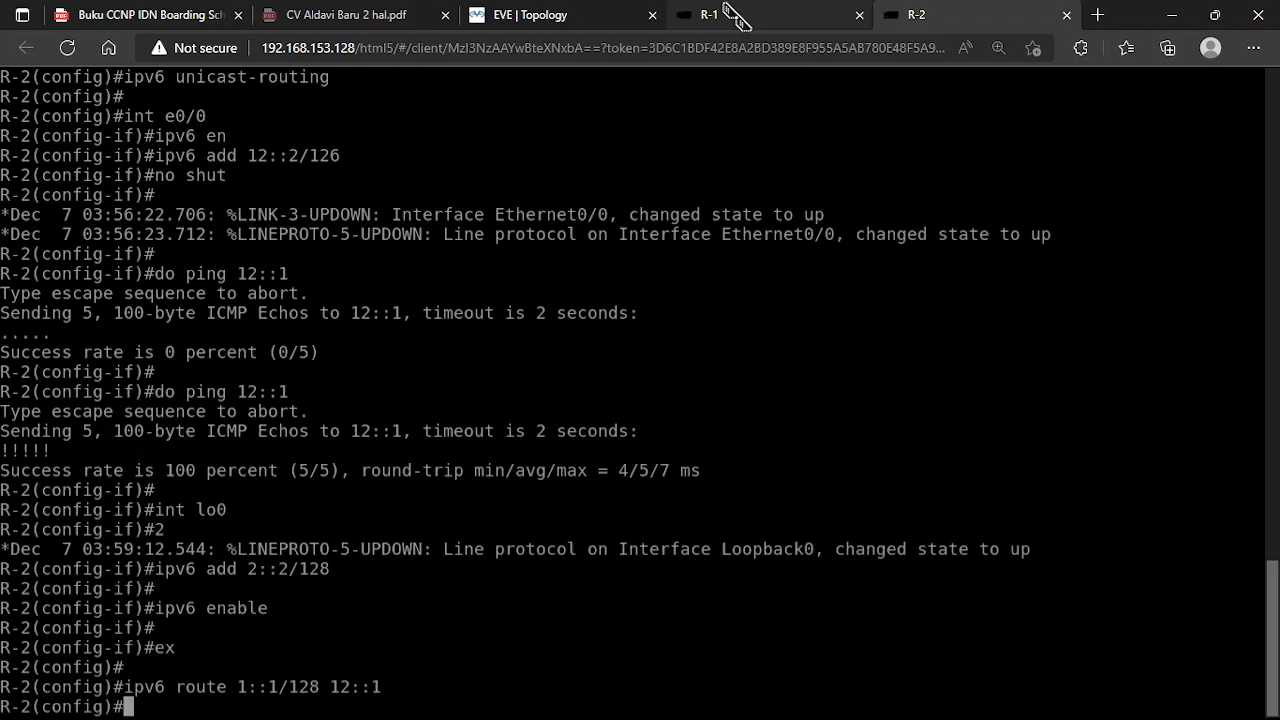 Buku CCNP IDN Boarding Sch
CV Aldavi Baru 2 hal.pdf
EVE | Topology
R-1
R-2
Not secure
192.168.153.128/html5/#/client/MzI3NzAAYwBteXNxbA==?token=3D6C1BDF42E8A2BD389E8F955A5AB780E48F5A9...
R-2(config)#ipv6 unicast-routing
R-2(config)#
R-2(config)#int e0/0
R-2(config-if)#ipv6 en
R-2(config-if)#ipv6 add 12::2/126
R-2(config-if)#no shut
R-2(config-if)#
*Dec  7 03:56:22.706: %LINK-3-UPDOWN: Interface Ethernet0/0, changed state to up
*Dec  7 03:56:23.712: %LINEPROTO-5-UPDOWN: Line protocol on Interface Ethernet0/0, changed state to up
R-2(config-if)#
R-2(config-if)#do ping 12::1
Type escape sequence to abort.
Sending 5, 100-byte ICMP Echos to 12::1, timeout is 2 seconds:
.....
Success rate is 0 percent (0/5)
R-2(config-if)#
R-2(config-if)#do ping 12::1
Type escape sequence to abort.
Sending 5, 100-byte ICMP Echos to 12::1, timeout is 2 seconds:
!!!!!
Success rate is 100 percent (5/5), round-trip min/avg/max = 4/5/7 ms
R-2(config-if)#
R-2(config-if)#int lo0
R-2(config-if)#2
*Dec  7 03:59:12.544: %LINEPROTO-5-UPDOWN: Line protocol on Interface Loopback0, changed state to up
R-2(config-if)#ipv6 add 2::2/128
R-2(config-if)#
R-2(config-if)#ipv6 enable
R-2(config-if)#
R-2(config-if)#ex
R-2(config)#
R-2(config)#ipv6 route 1::1/128 12::1
R-2(config)#